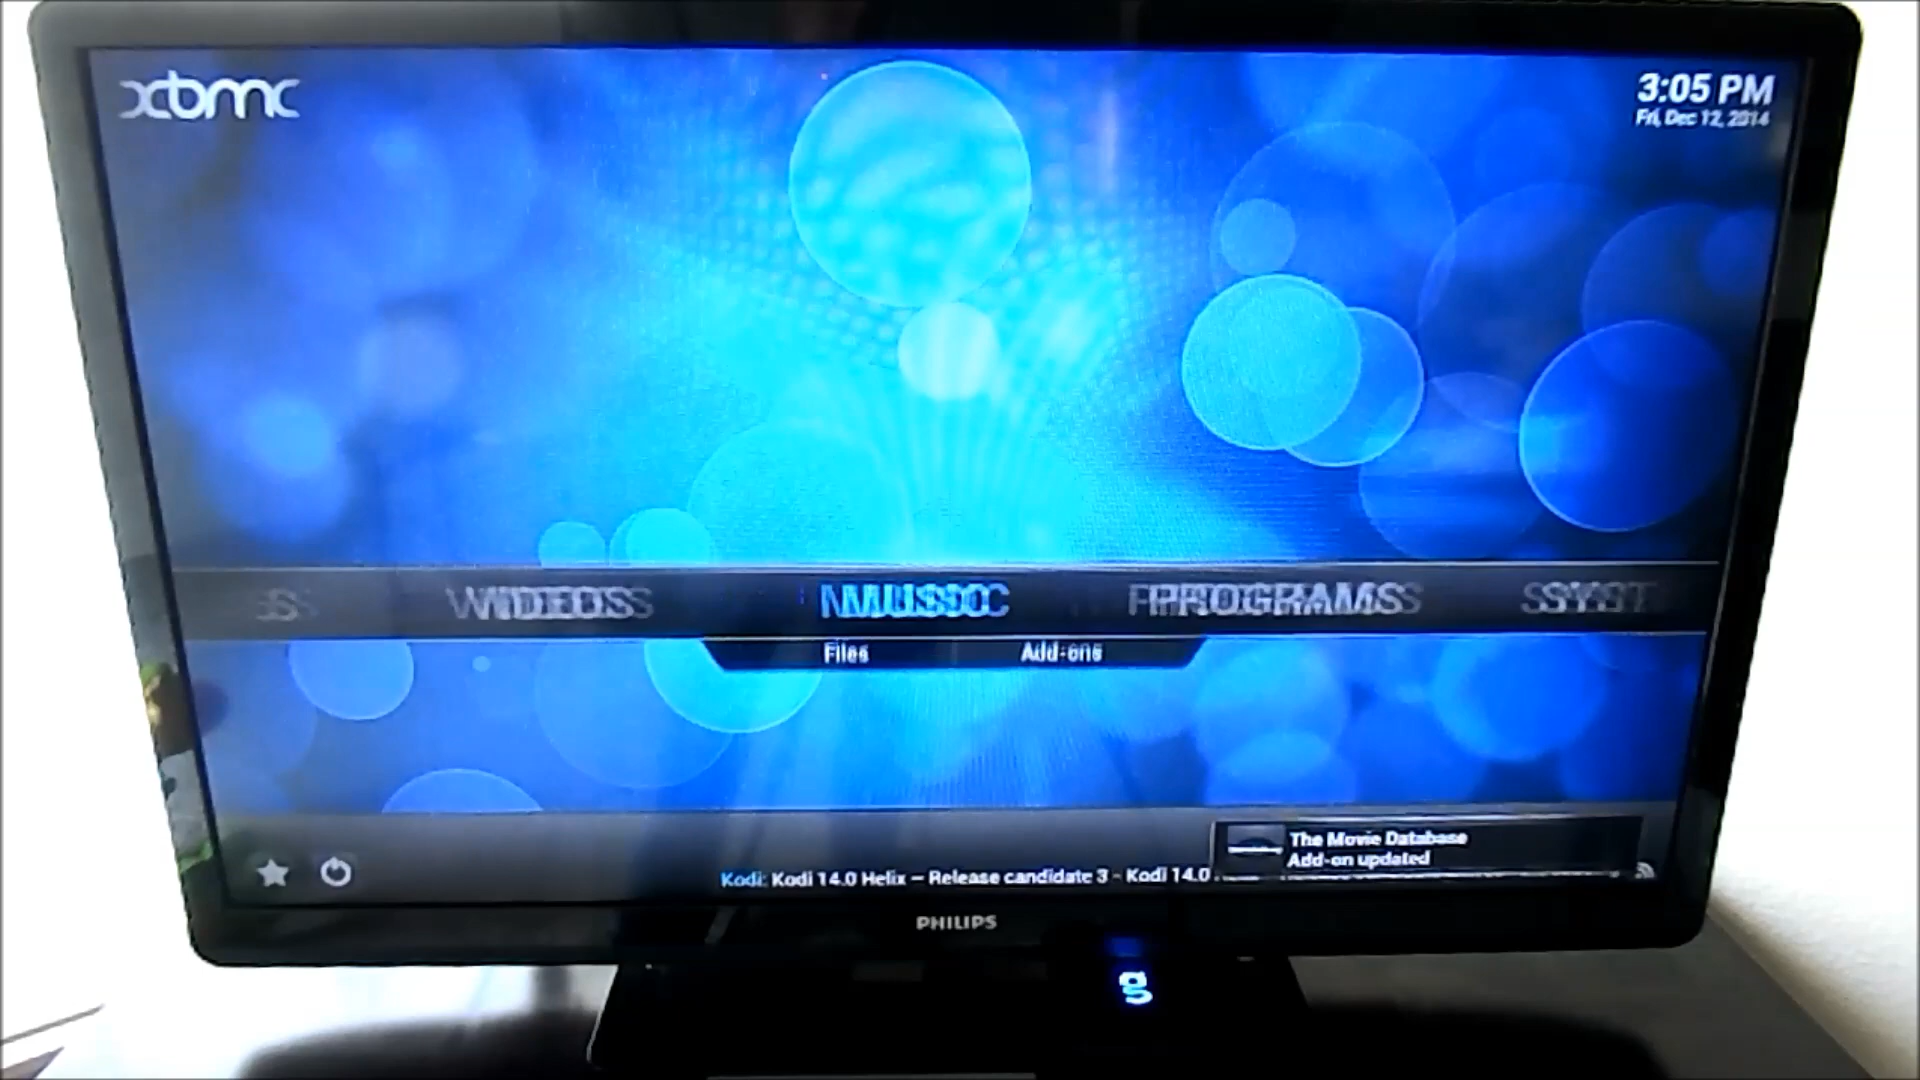 xbmc
3:05 PM
Fri, Dec 12, 2014
VIDEOS MUSIC PROGRAMS
Files Add-ons
The Movie Database
Add-on updated
Kodi: Kodi 14.0 Helix – Release candidate 3 - Kodi 14.0
PHILIPS
g